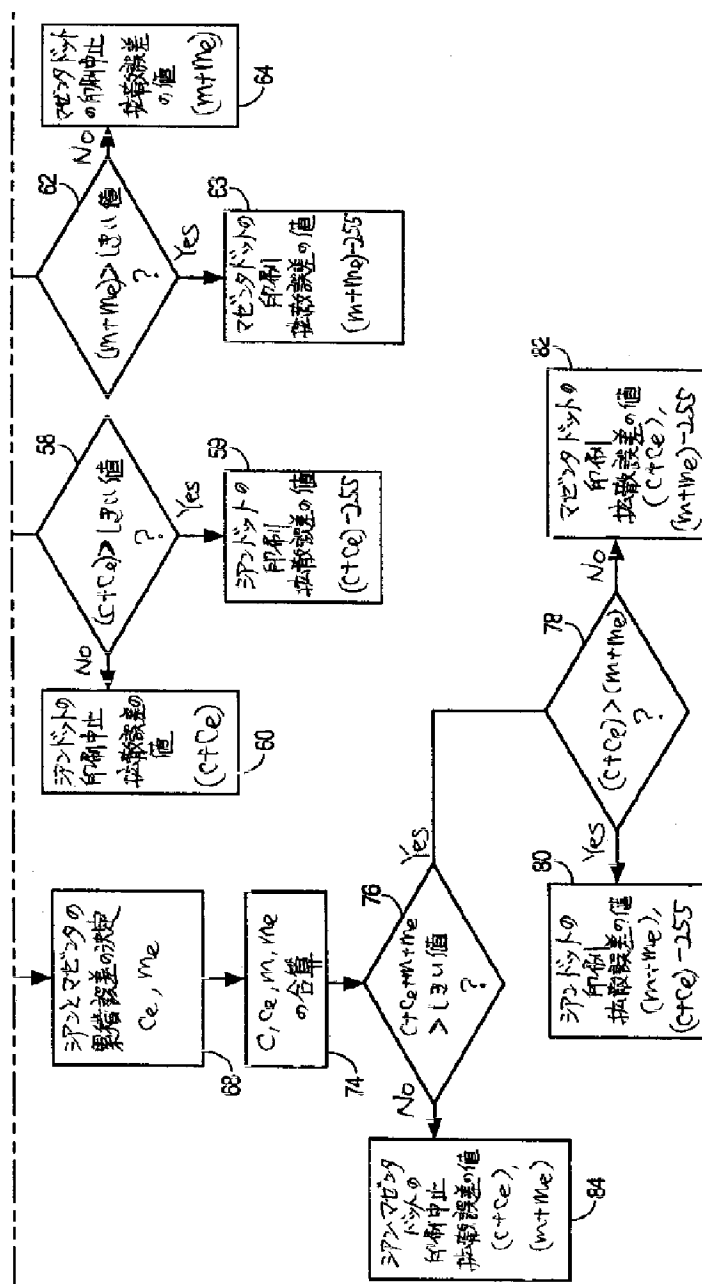 マゼンタドット
の印刷中止
拡散誤差
の値
(m+me)
64
No
62
(m+me)>しきい値
?
Yes
63
マゼンタドットの
印刷
拡散誤差の値
(m+me)-255
58
(c+ce)>しきい値
?
Yes
59
シアンドットの
印刷
拡散誤差の値
(c+ce)-255
No
シアンドットの
印刷中止
拡散誤差の
値
(c+ce)
60
シアンとマゼンタの
累積誤差の決定
ce, me
68
c, ce, m, me
の合算
74
76
c+ce+m+me
>しきい値
?
Yes
No
シアン,マゼンタ
ドットの
印刷中止
拡散誤差の値
(c+ce),
(m+me)
84
78
(c+ce)>(m+me)
?
Yes
80
シアンドットの
印刷
拡散誤差の値
(m+me),
(c+ce)-255
No
82
マゼンタドットの
印刷
拡散誤差の値
(c+ce),
(m+me)-255